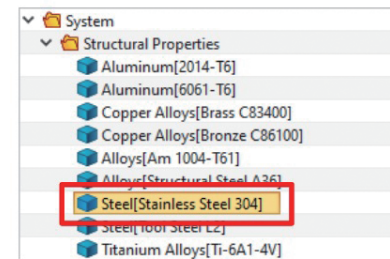 System
Structural Properties
Aluminum[2014-T6]
Aluminum[6061-T6]
Copper Alloys[Brass C83400]
Copper Alloys[Bronze C86100]
Alloys[Am 1004-T61]
Alloys[Structural Steel A36]
Steel[Stainless Steel 304]
Steel[Tool Steel L2]
Titanium Alloys[Ti-6A1-4V]